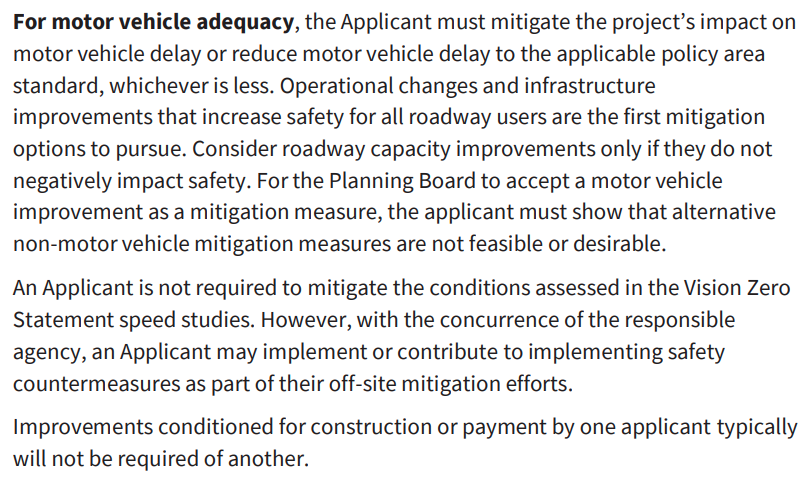 For motor vehicle adequacy, the Applicant must mitigate the project’s impact on
motor vehicle delay or reduce motor vehicle delay to the applicable policy area
standard, whichever is less. Operational changes and infrastructure
improvements that increase safety for all roadway users are the first mitigation
options to pursue. Consider roadway capacity improvements only if they do not
negatively impact safety. For the Planning Board to accept a motor vehicle
improvement as a mitigation measure, the applicant must show that alternative
non-motor vehicle mitigation measures are not feasible or desirable.
An Applicant is not required to mitigate the conditions assessed in the Vision Zero
Statement speed studies. However, with the concurrence of the responsible
agency, an Applicant may implement or contribute to implementing safety
countermeasures as part of their off-site mitigation efforts.
Improvements conditioned for construction or payment by one applicant typically
will not be required of another.